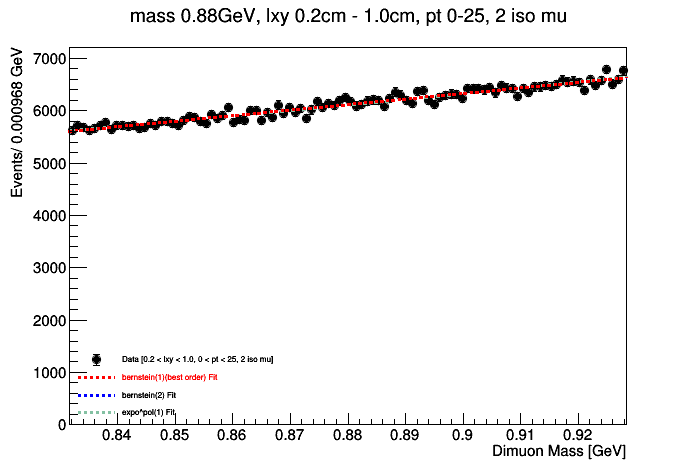 mass 0.88GeV, lxy 0.2cm - 1.0cm, pt 0-25, 2 iso mu
Events/ 0.000968 GeV
7000
6000
5000
4000
3000
2000
1000
0
Data [0.2 < lxy < 1.0, 0 < pt < 25, 2 iso mu]
bernstein(1)(best order) Fit
bernstein(2) Fit
expo*pol(1) Fit
0.84 0.85 0.86 0.87 0.88 0.89 0.9 0.91 0.92
Dimuon Mass [GeV]